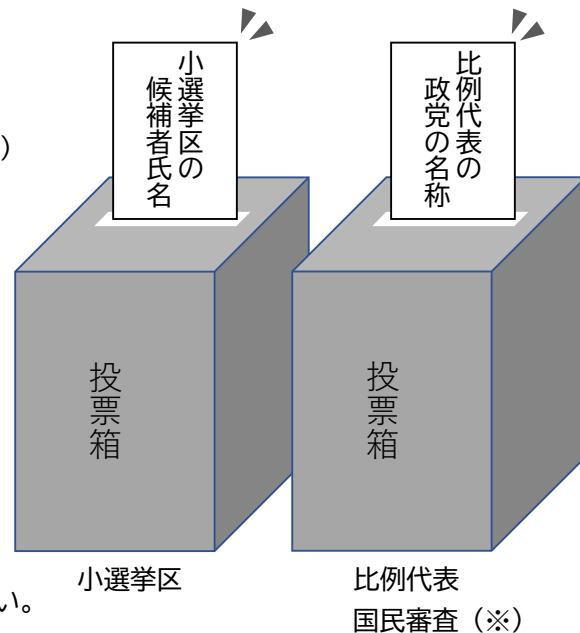 小選挙区の
候補者氏名
比例代表の
政党の名称
）
投票箱
投票箱
小選挙区
比例代表
国民審査（※）
い。